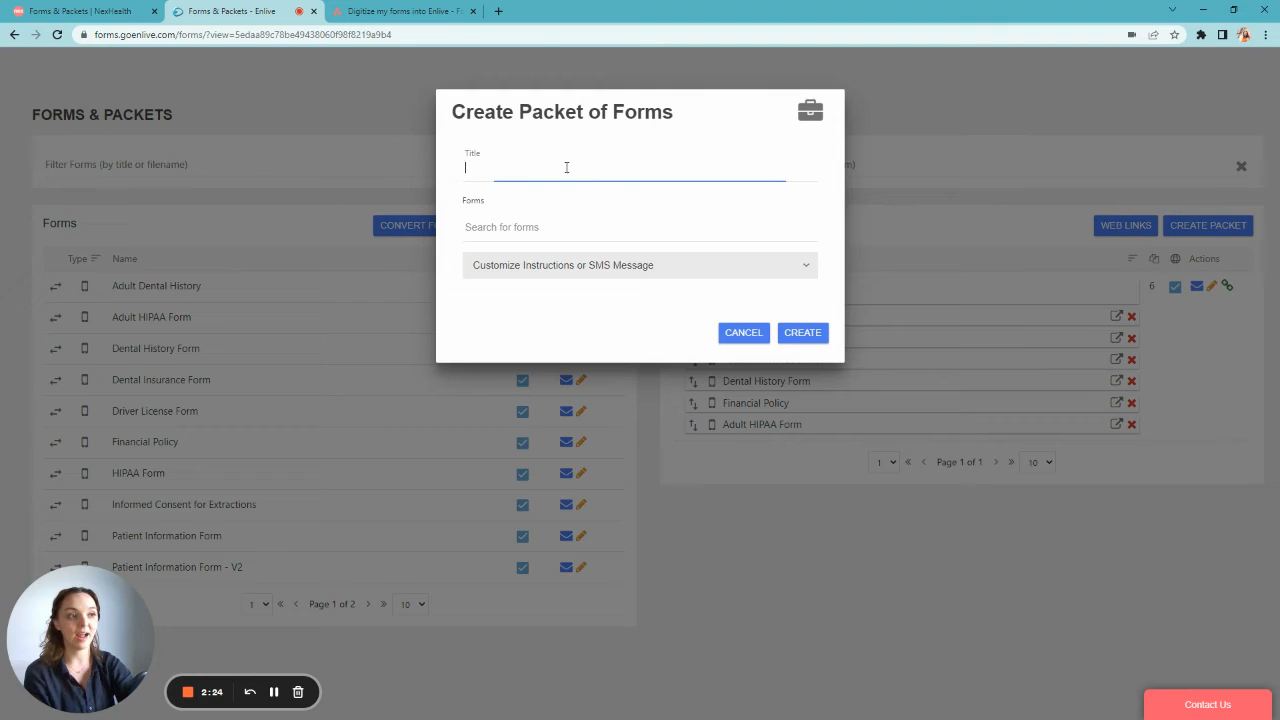 Forms & Packets | NexHealth
Forms & Packets - Enlive
Digitize my forms into Enlive - Fo
forms.goenlive.com/forms/?view=5edaa89c78be49438060f98f8219a9b4
FORMS & PACKETS
Filter Forms (by title or filename)
m)
Create Packet of Forms
Title
Forms
Search for forms
Customize Instructions or SMS Message
CANCEL
CREATE
Forms
CONVERT FO
Type
Name
Adult Dental History
Adult HIPAA Form
Dental History Form
Dental Insurance Form
Driver License Form
Financial Policy
HIPAA Form
Informed Consent for Extractions
Patient Information Form
Patient Information Form - V2
1
Page 1 of 2
10
WEB LINKS
CREATE PACKET
Actions
6
Dental History Form
Financial Policy
Adult HIPAA Form
1
Page 1 of 1
10
2:24
Contact Us